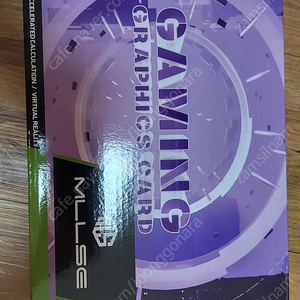 GAMING
GRAPHICS CARD
ACCELERATED CALCULATION / VIRTUAL REALITY
MLLSE